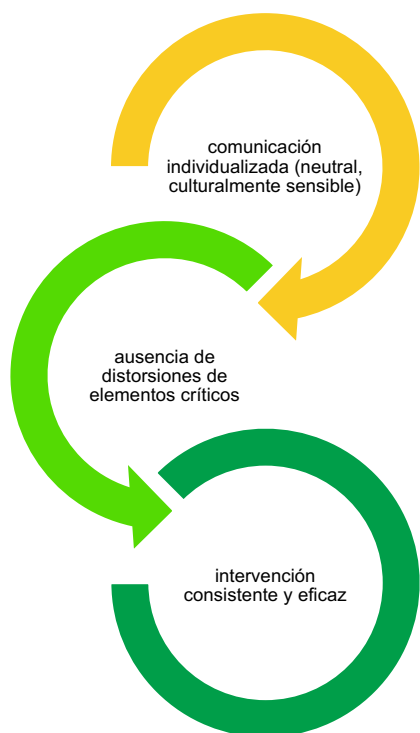 comunicación
individualizada (neutral,
culturalmente sensible)
ausencia de
distorsiones de
elementos críticos
intervención
consistente y eficaz